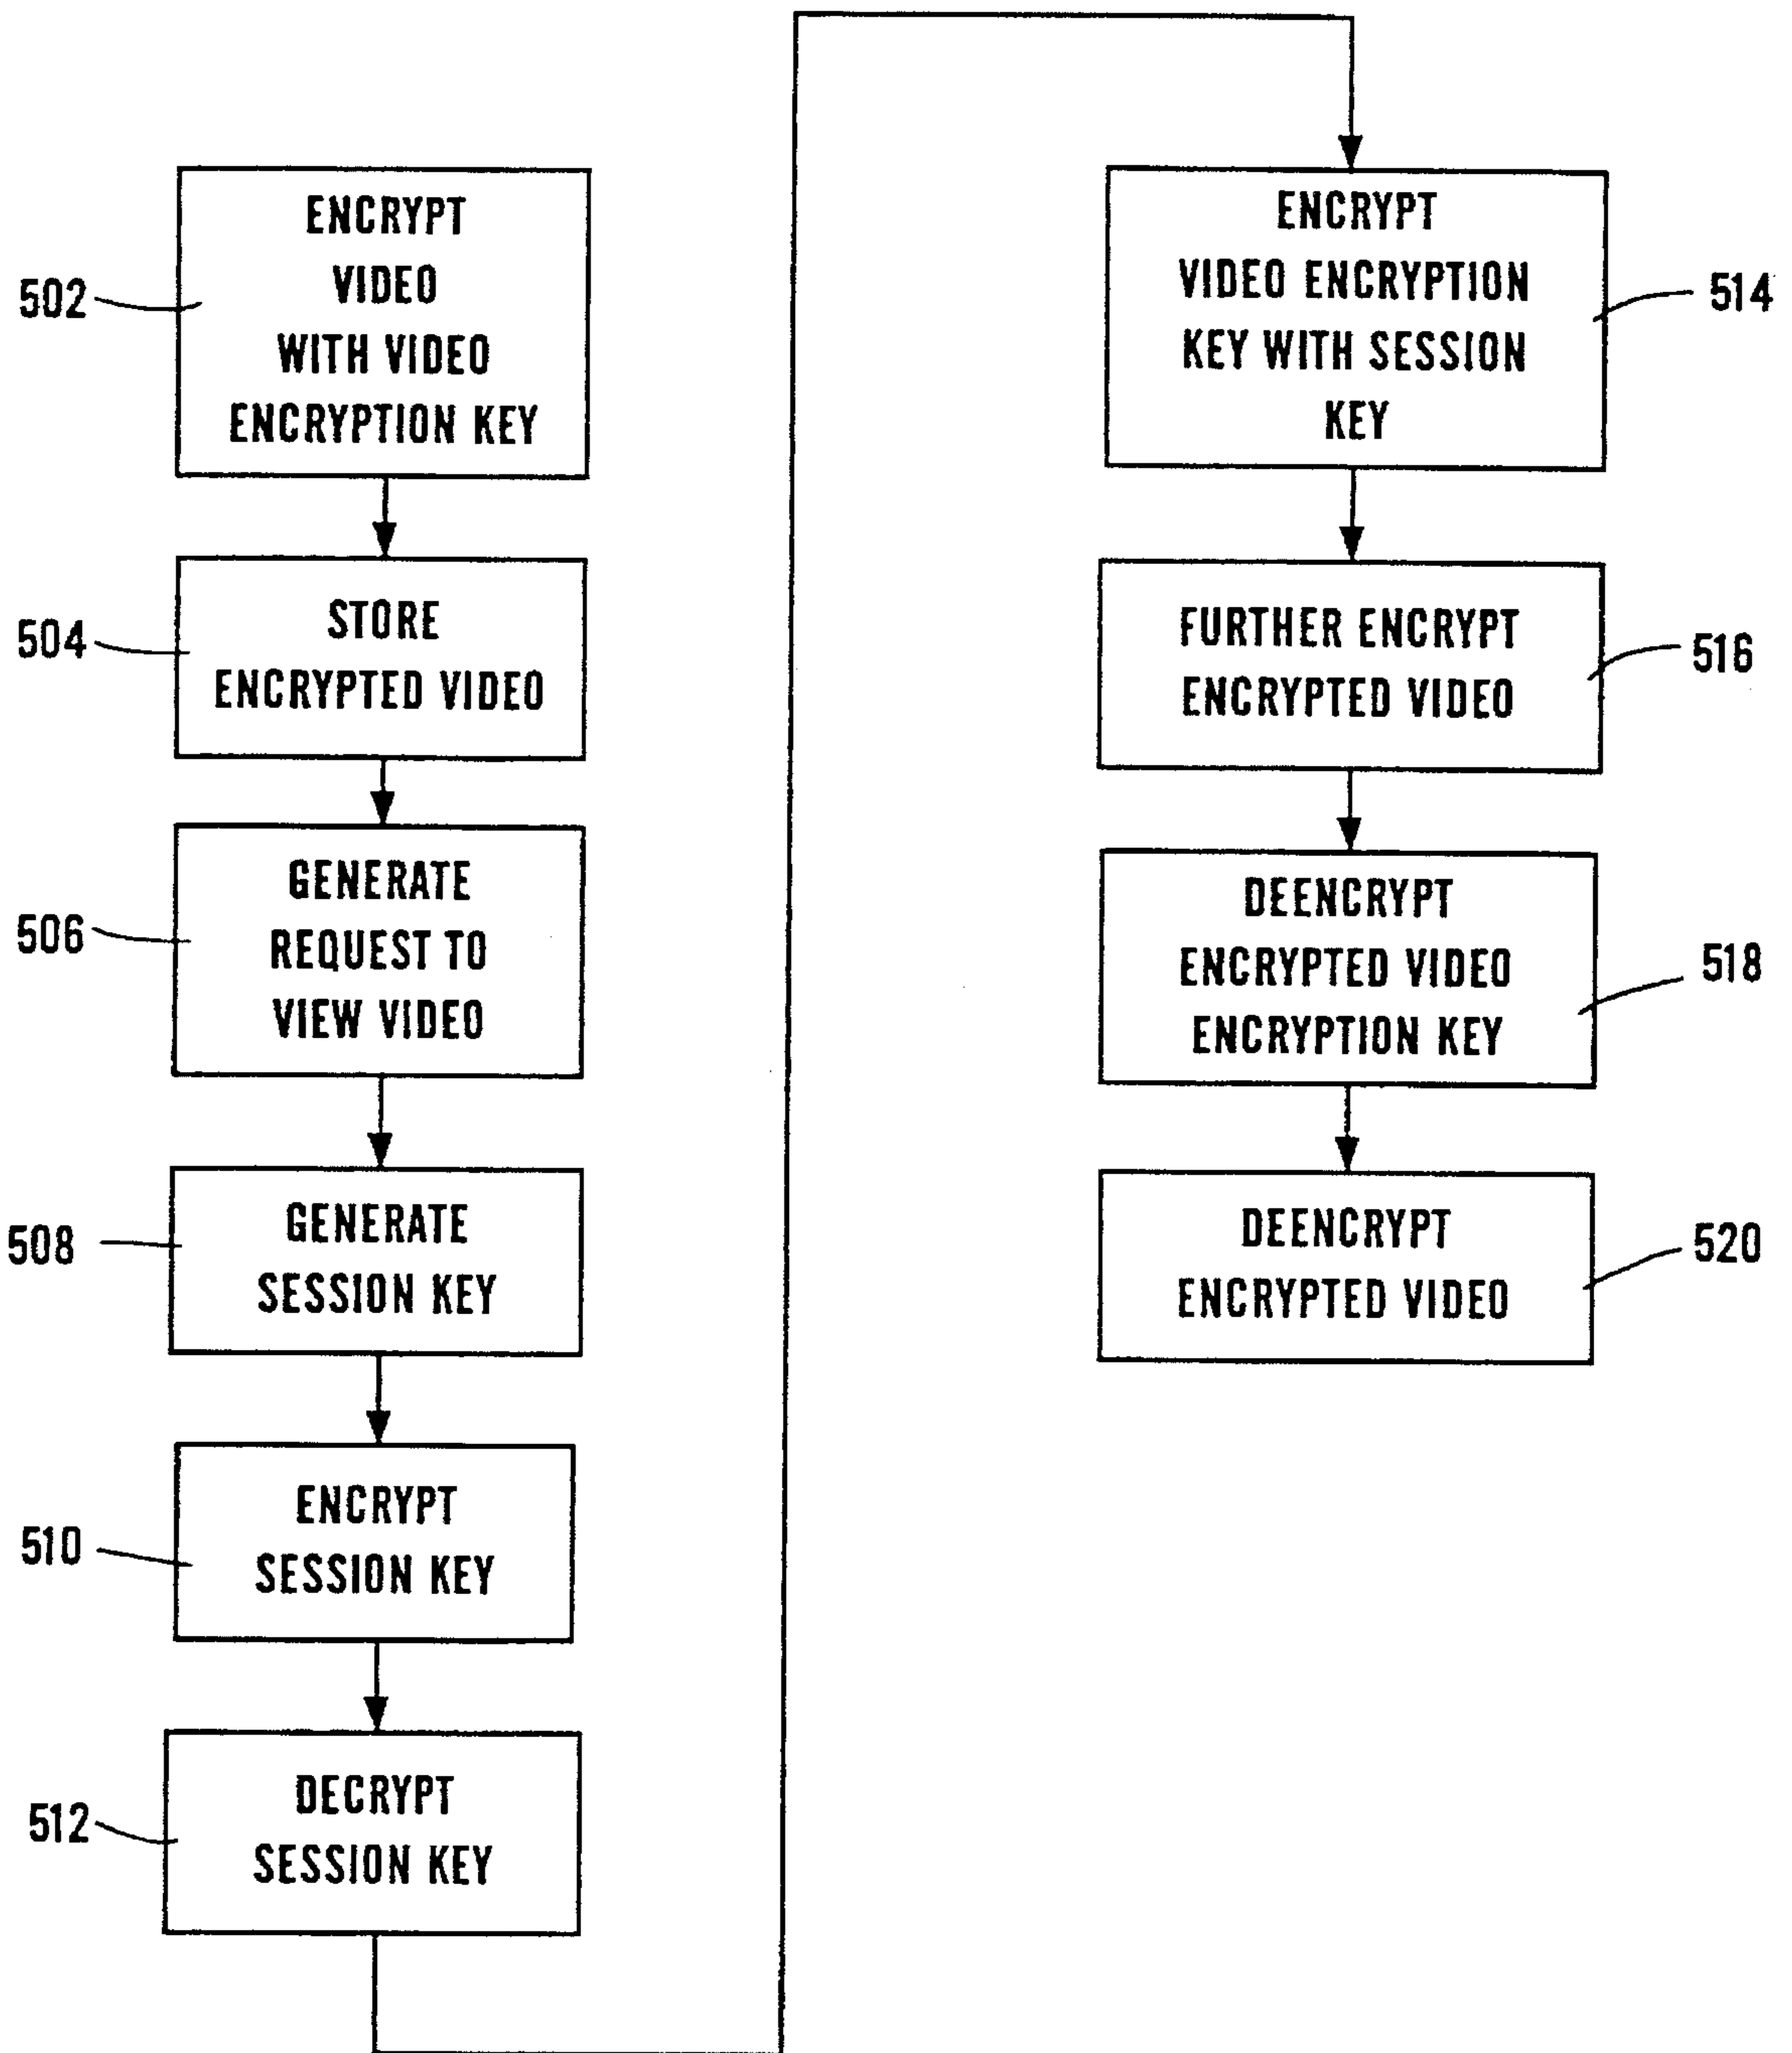 502
ENCRYPT
VIDEO
WITH VIDEO
ENCRYPTION KEY
504
STORE
ENCRYPTED VIDEO
506
GENERATE
REQUEST TO
VIEW VIDEO
508
GENERATE
SESSION KEY
510
ENCRYPT
SESSION KEY
512
DECRYPT
SESSION KEY
ENCRYPT
VIDEO ENCRYPTION
KEY WITH SESSION
KEY
514
FURTHER ENCRYPT
ENCRYPTED VIDEO
516
DEENCRYPT
ENCRYPTED VIDEO
ENCRYPTION KEY
518
DEENCRYPT
ENCRYPTED VIDEO
520